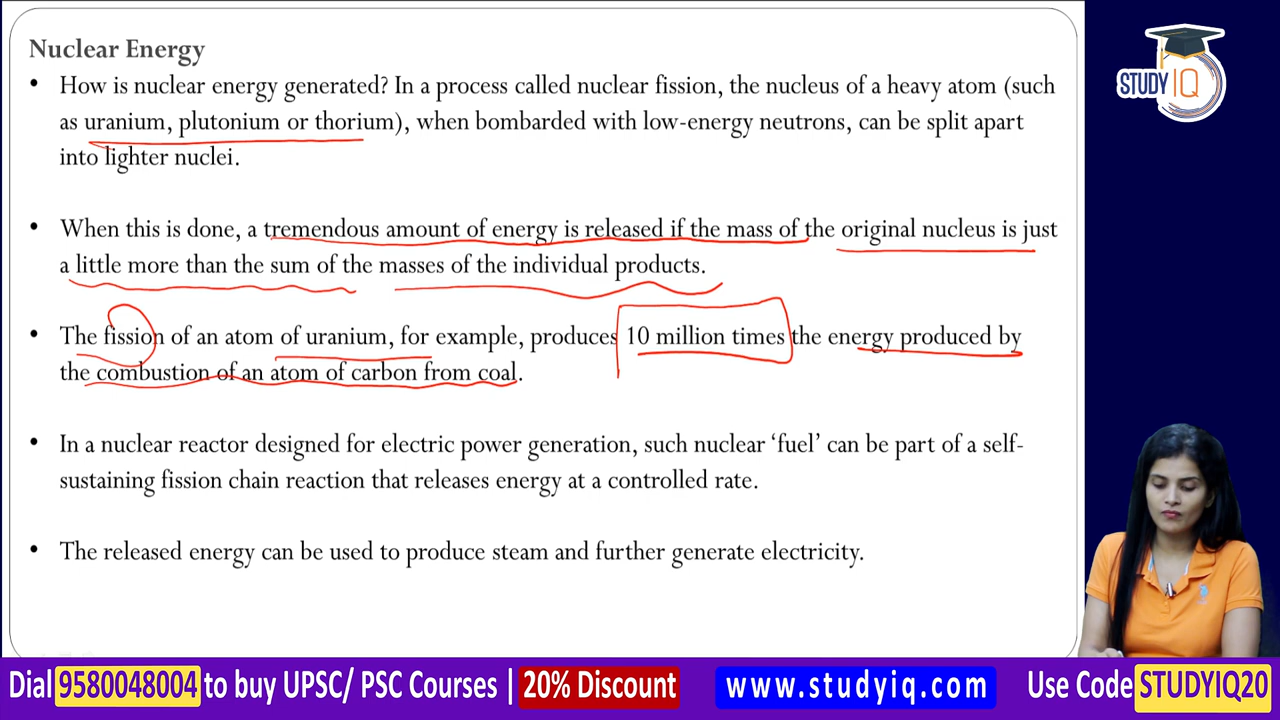 Nuclear Energy
• How is nuclear energy generated? In a process called nuclear fission, the nucleus of a heavy atom (such
as uranium, plutonium or thorium), when bombarded with low-energy neutrons, can be split apart
into lighter nuclei.
• When this is done, a tremendous amount of energy is released if the mass of the original nucleus is just
a little more than the sum of the masses of the individual products.
• The fission of an atom of uranium, for example, produces 10 million times the energy produced by
the combustion of an atom of carbon from coal.
• In a nuclear reactor designed for electric power generation, such nuclear ‘fuel’ can be part of a self-
sustaining fission chain reaction that releases energy at a controlled rate.
• The released energy can be used to produce steam and further generate electricity.
STUDY IQ
Dial 9580048004 to buy UPSC/ PSC Courses | 20% Discount www.studyiq.com Use Code STUDYIQ20